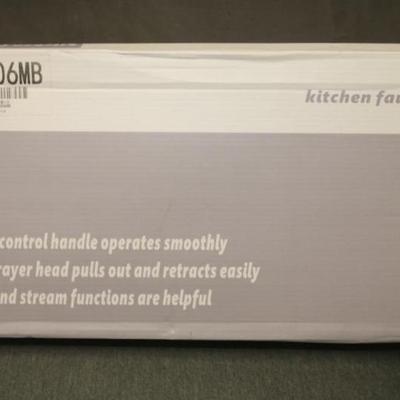 06MB
kitchen fau
control handle operates smoothly
rayer head pulls out and retracts easily
nd stream functions are helpful